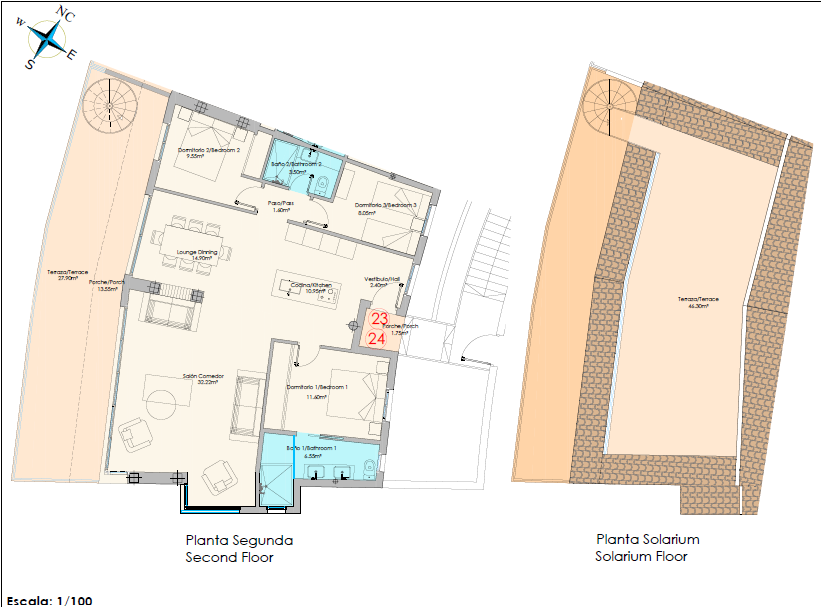 NC
W
E
S
Dormitorio 2/Bedroom 2
9.55m²
Baño 2/Bathroom 2
3.50m²
Dormitorio 3/Bedroom 3
8.05m²
Paso/Pass
1.60m²
Lounge Dinning
14.90m²
Terraza/Terrace
27.90m²
Porche/Porch
13.55m²
Vestíbulo/Hall
2.40m²
Cocina/Kitchen
10.95m²
23
24
Porche/Porch
1.75m²
Salón Comedor
32.22m²
Dormitorio 1/Bedroom 1
11.60m²
Baño 1/Bathroom 1
6.55m²
Terraza/Terrace
46.30m²
Planta Segunda
Second Floor
Planta Solarium
Solarium Floor
Escala: 1/100